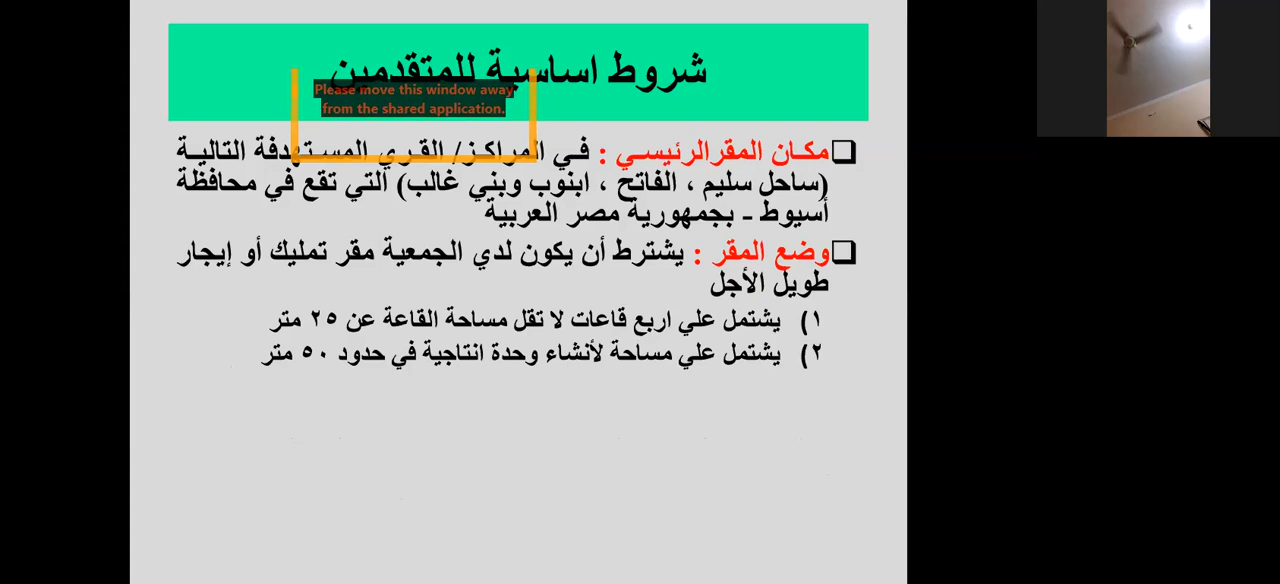 شروط اساسية للمتقدمين
Please move this window away
from the shared application.
مكان المقرالرئيسي : في المراكز/ القري المستهدفة التالية
(ساحل سليم ، الفاتح ، ابنوب وبني غالب) التي تقع في محافظة
أسيوط - بجمهورية مصر العربية
وضع المقر : يشترط أن يكون لدي الجمعية مقر تمليك أو إيجار
طويل الأجل
١) يشتمل علي اربع قاعات لا تقل مساحة القاعة عن ٢٥ متر
٢) يشتمل علي مساحة لأنشاء وحدة انتاجية في حدود ٥٠ متر